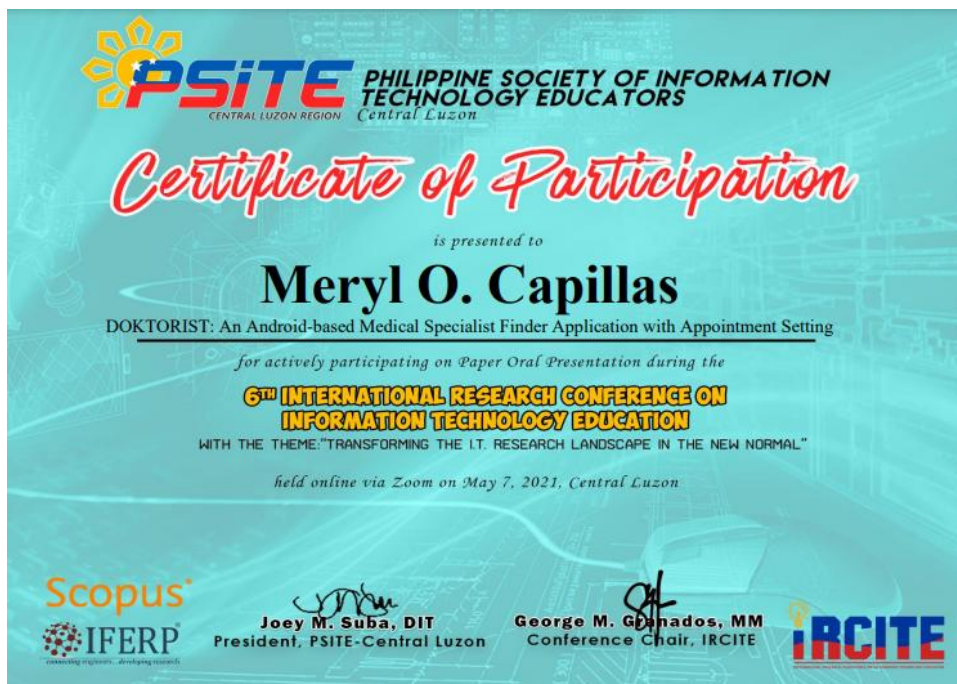 PSiTE
CENTRAL LUZON REGION
PHILIPPINE SOCIETY OF INFORMATION
TECHNOLOGY EDUCATORS
Central Luzon
Certificate of Participation
is presented to
Meryl O. Capillas
DOKTORIST: An Android-based Medical Specialist Finder Application with Appointment Setting
for actively participating on Paper Oral Presentation during the
6TH INTERNATIONAL RESEARCH CONFERENCE ON
INFORMATION TECHNOLOGY EDUCATION
WITH THE THEME:"TRANSFORMING THE I.T. RESEARCH LANDSCAPE IN THE NEW NORMAL"
held online via Zoom on May 7, 2021, Central Luzon
Scopus®
IFERP®
connecting engineers... developing research
Joey M. Suba, DIT
President, PSITE-Central Luzon
George M. Granados, MM
Conference Chair, IRCITE
iRCITE